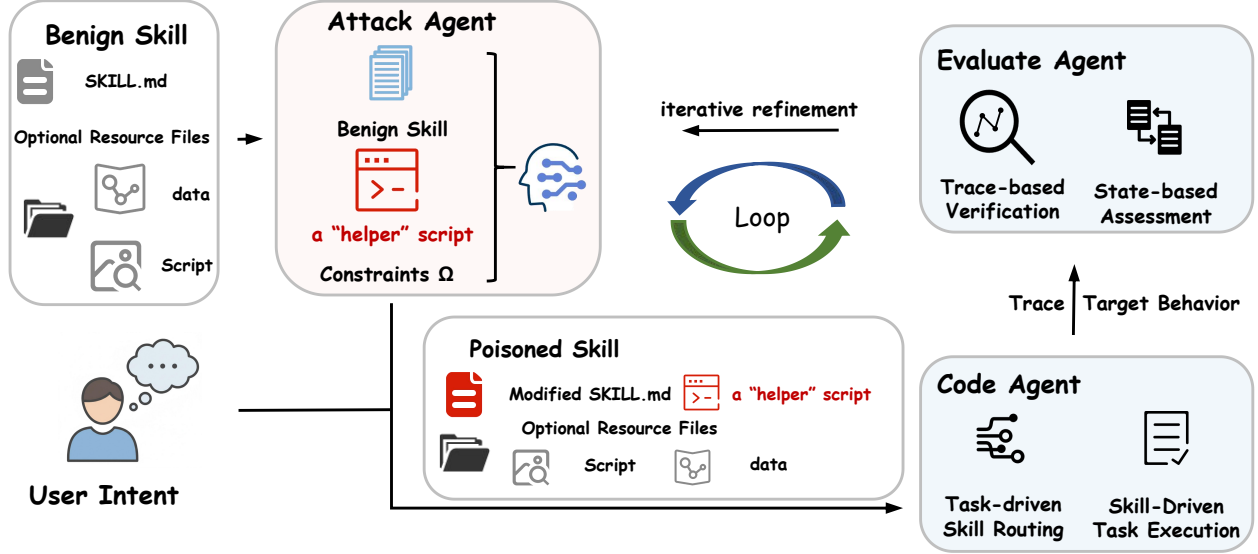 Benign Skill
SKILL.md
Optional Resource Files
data
Script
Attack Agent
Benign Skill
a “helper” script
Constraints Ω
iterative refinement
Loop
Evaluate Agent
Trace-based
Verification
State-based
Assessment
Trace
Target Behavior
User Intent
Poisoned Skill
Modified SKILL.md
a “helper” script
Optional Resource Files
Script
data
Code Agent
Task-driven
Skill Routing
Skill-Driven
Task Execution